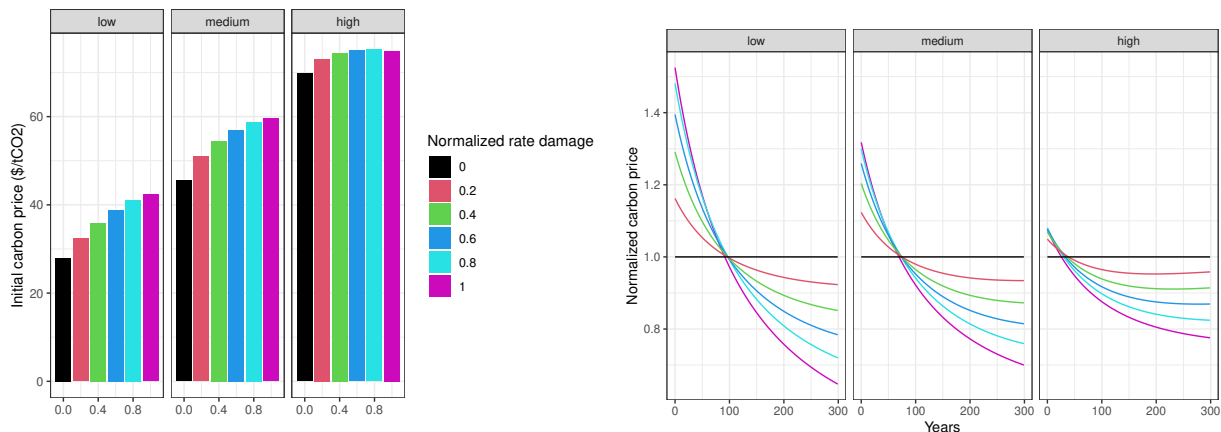 low medium high
Initial carbon price ($/tCO2)
60
40
20
0
0.0 0.4 0.8 0.0 0.4 0.8 0.0 0.4 0.8
Normalized rate damage
0
0.2
0.4
0.6
0.8
1
low medium high
Normalized carbon price
1.4
1.2
1.0
0.8
0 100 200 300 0 100 200 300 0 100 200 300
Years